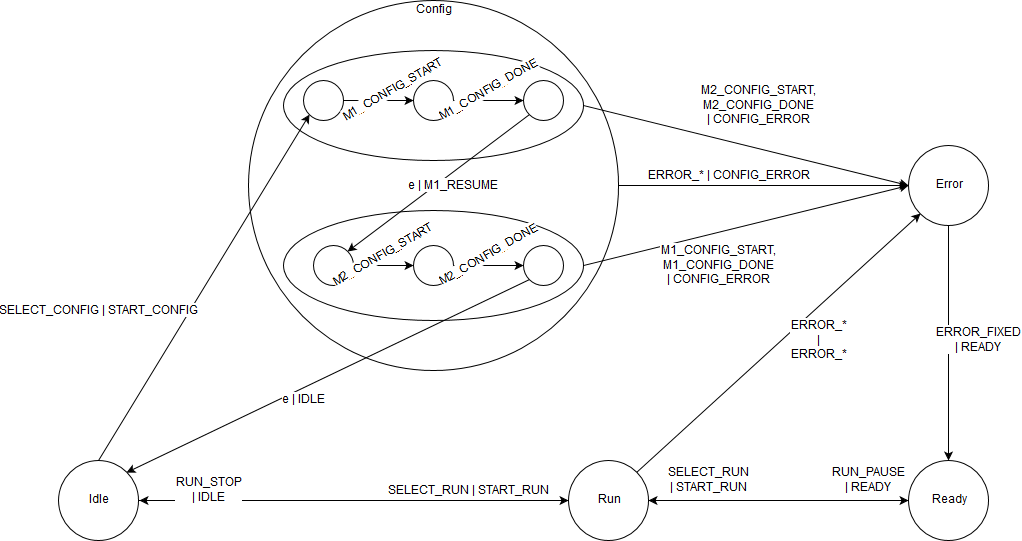 Config
M1_CONFIG_START
M1_CONFIG_DONE
M2_CONFIG_START,
M2_CONFIG_DONE
| CONFIG_ERROR
ERROR_* | CONFIG_ERROR
Error
e | M1_RESUME
M2_CONFIG_START
M2_CONFIG_DONE
M1_CONFIG_START,
M1_CONFIG_DONE
| CONFIG_ERROR
SELECT_CONFIG | START_CONFIG
ERROR_*
|
ERROR_*
ERROR_FIXED
| READY
e | IDLE
Idle
RUN_STOP
| IDLE
SELECT_RUN | START_RUN
Run
SELECT_RUN
| START_RUN
RUN_PAUSE
| READY
Ready